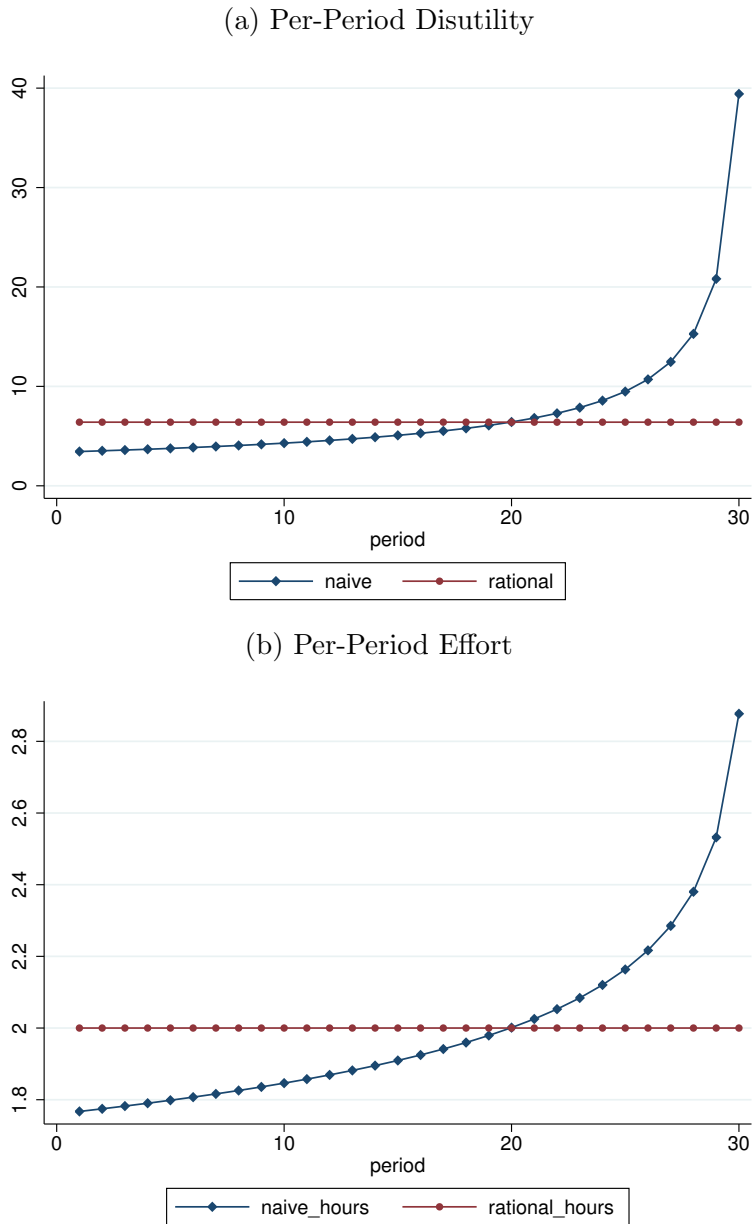 (a) Per-Period Disutility
40
30
20
10
0
0 10 20 30
period
naive rational
(b) Per-Period Effort
2.8
2.6
2.4
2.2
2
1.8
0 10 20 30
period
naive_hours rational_hours